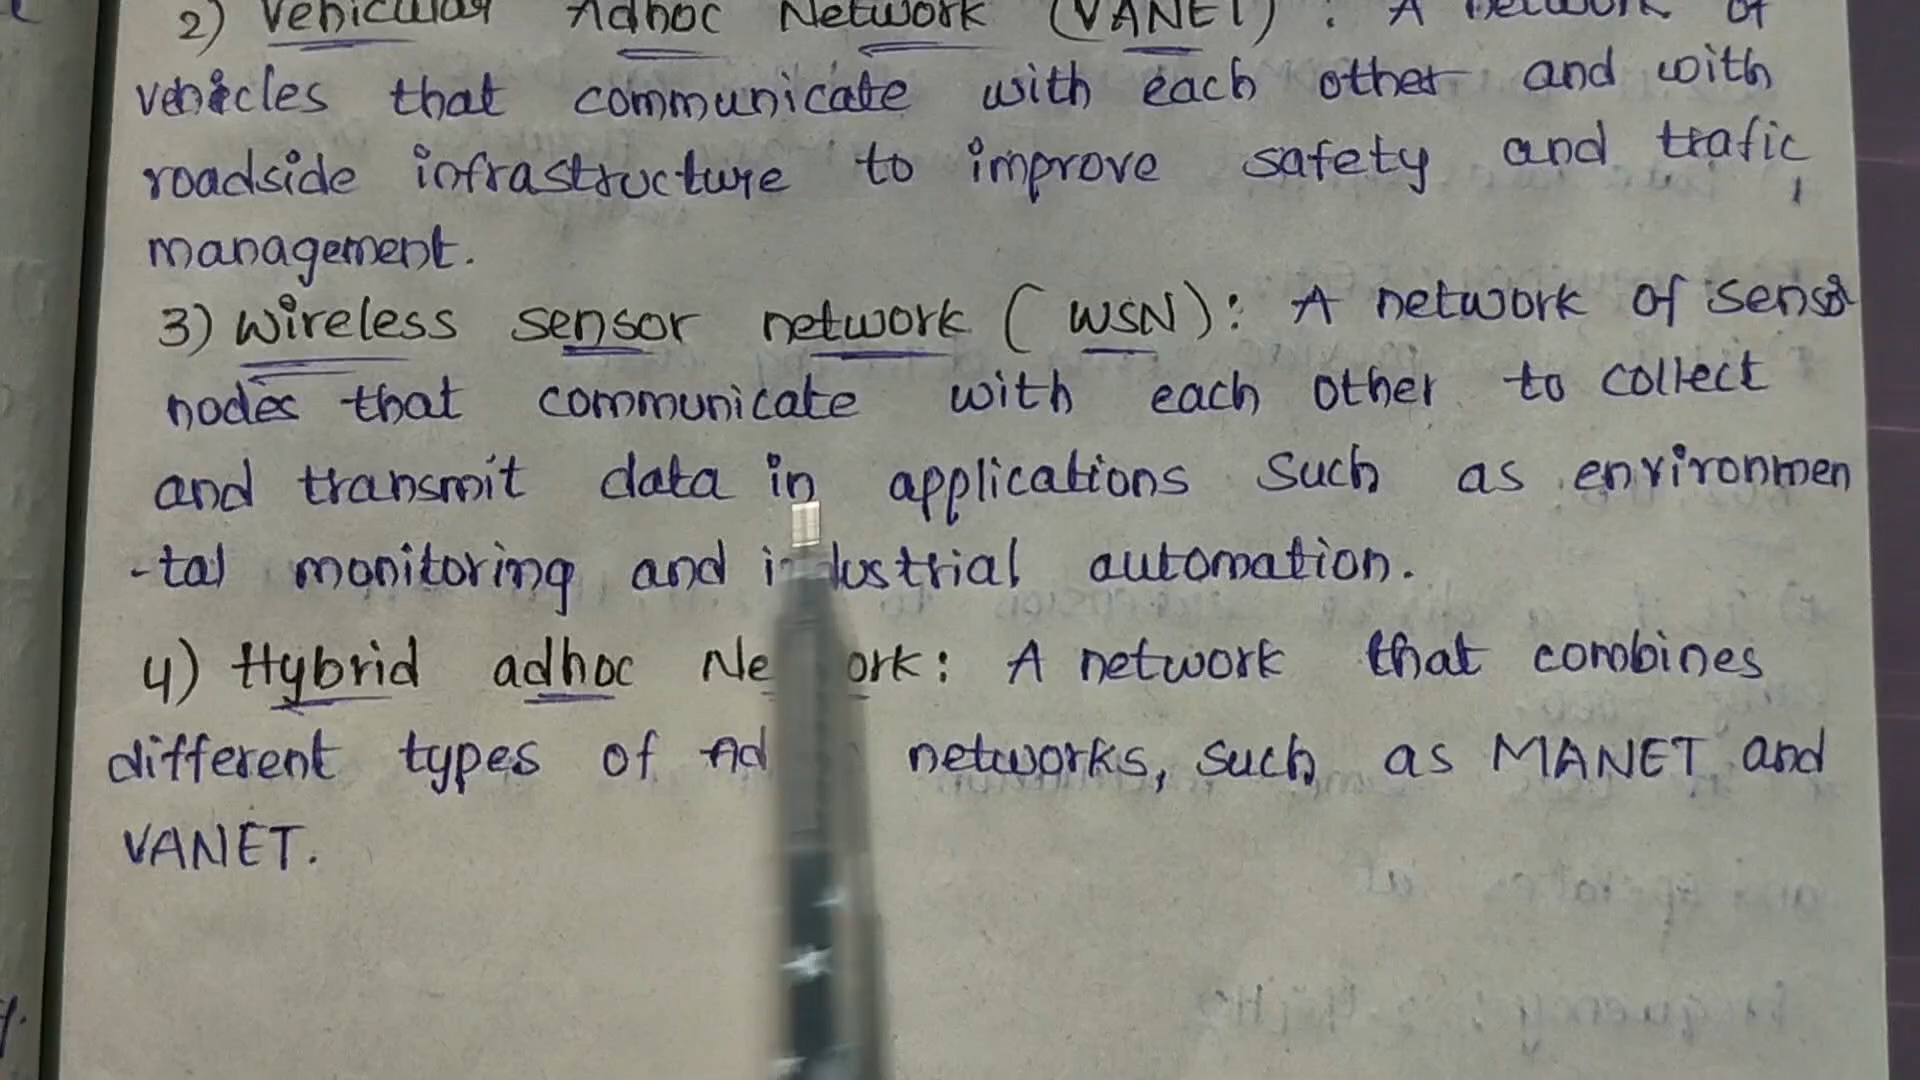 2) Vehicular Adhoc Network (VANET) : A network of
vehicles that communicate with each other and with
roadside infrastructure to improve safety and trafic
management.
3) Wireless sensor network ( WSN): A network of sensor
nodes that communicate with each other to collect
and transmit data in applications such as environmen
-tal monitoring and industrial automation.
4) Hybrid adhoc Network: A network that combines
different types of Ad networks, such as MANET and
VANET.